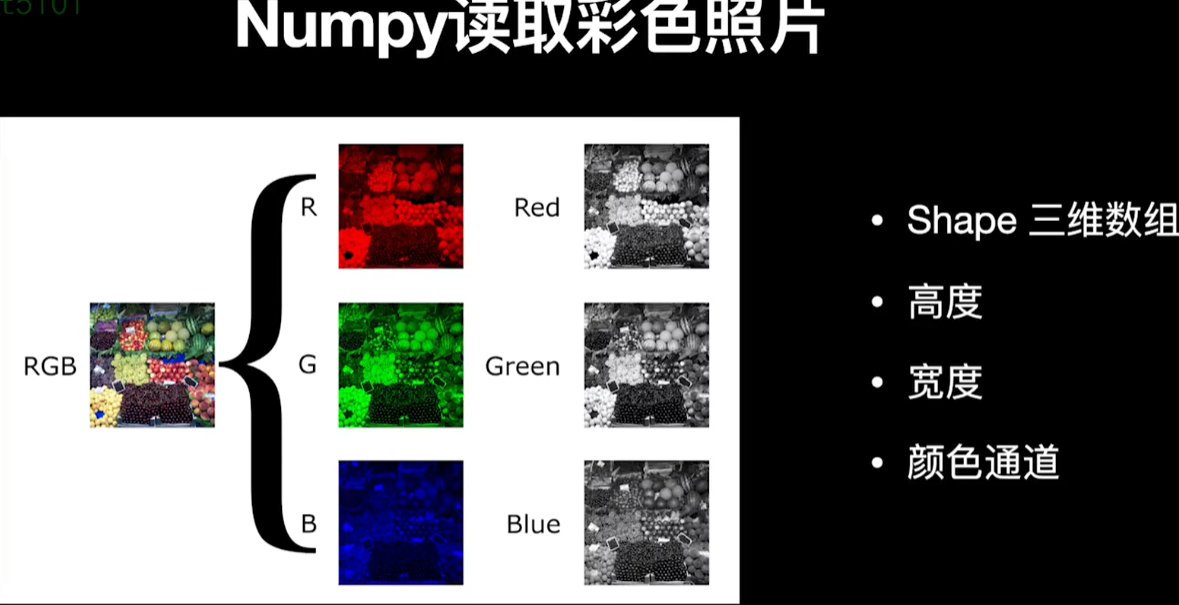 t5101
Numpy读取彩色照片
R
Red
RGB
G
Green
B
Blue
• Shape 三维数组
• 高度
• 宽度
• 颜色通道